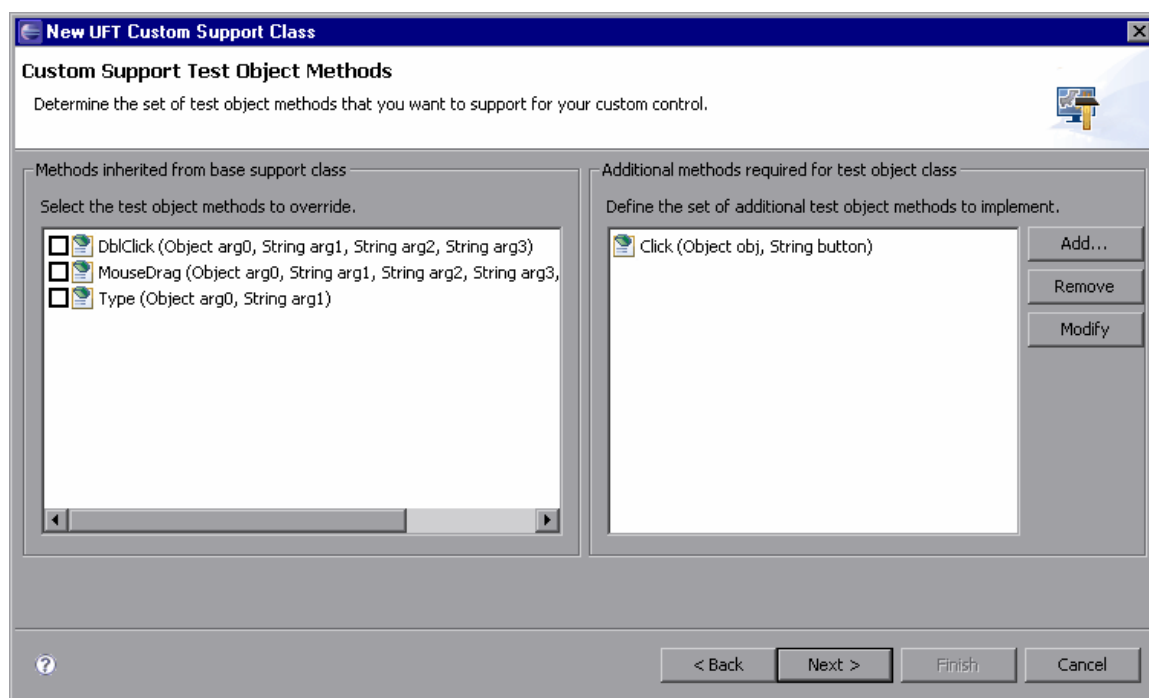 New UFT Custom Support Class
Custom Support Test Object Methods
Determine the set of test object methods that you want to support for your custom control.
Methods inherited from base support class
Select the test object methods to override.
DblClick (Object arg0, String arg1, String arg2, String arg3)
MouseDrag (Object arg0, String arg1, String arg2, String arg3,
Type (Object arg0, String arg1)
Additional methods required for test object class
Define the set of additional test object methods to implement.
Click (Object obj, String button)
Add...
Remove
Modify
?
< Back
Next >
Finish
Cancel